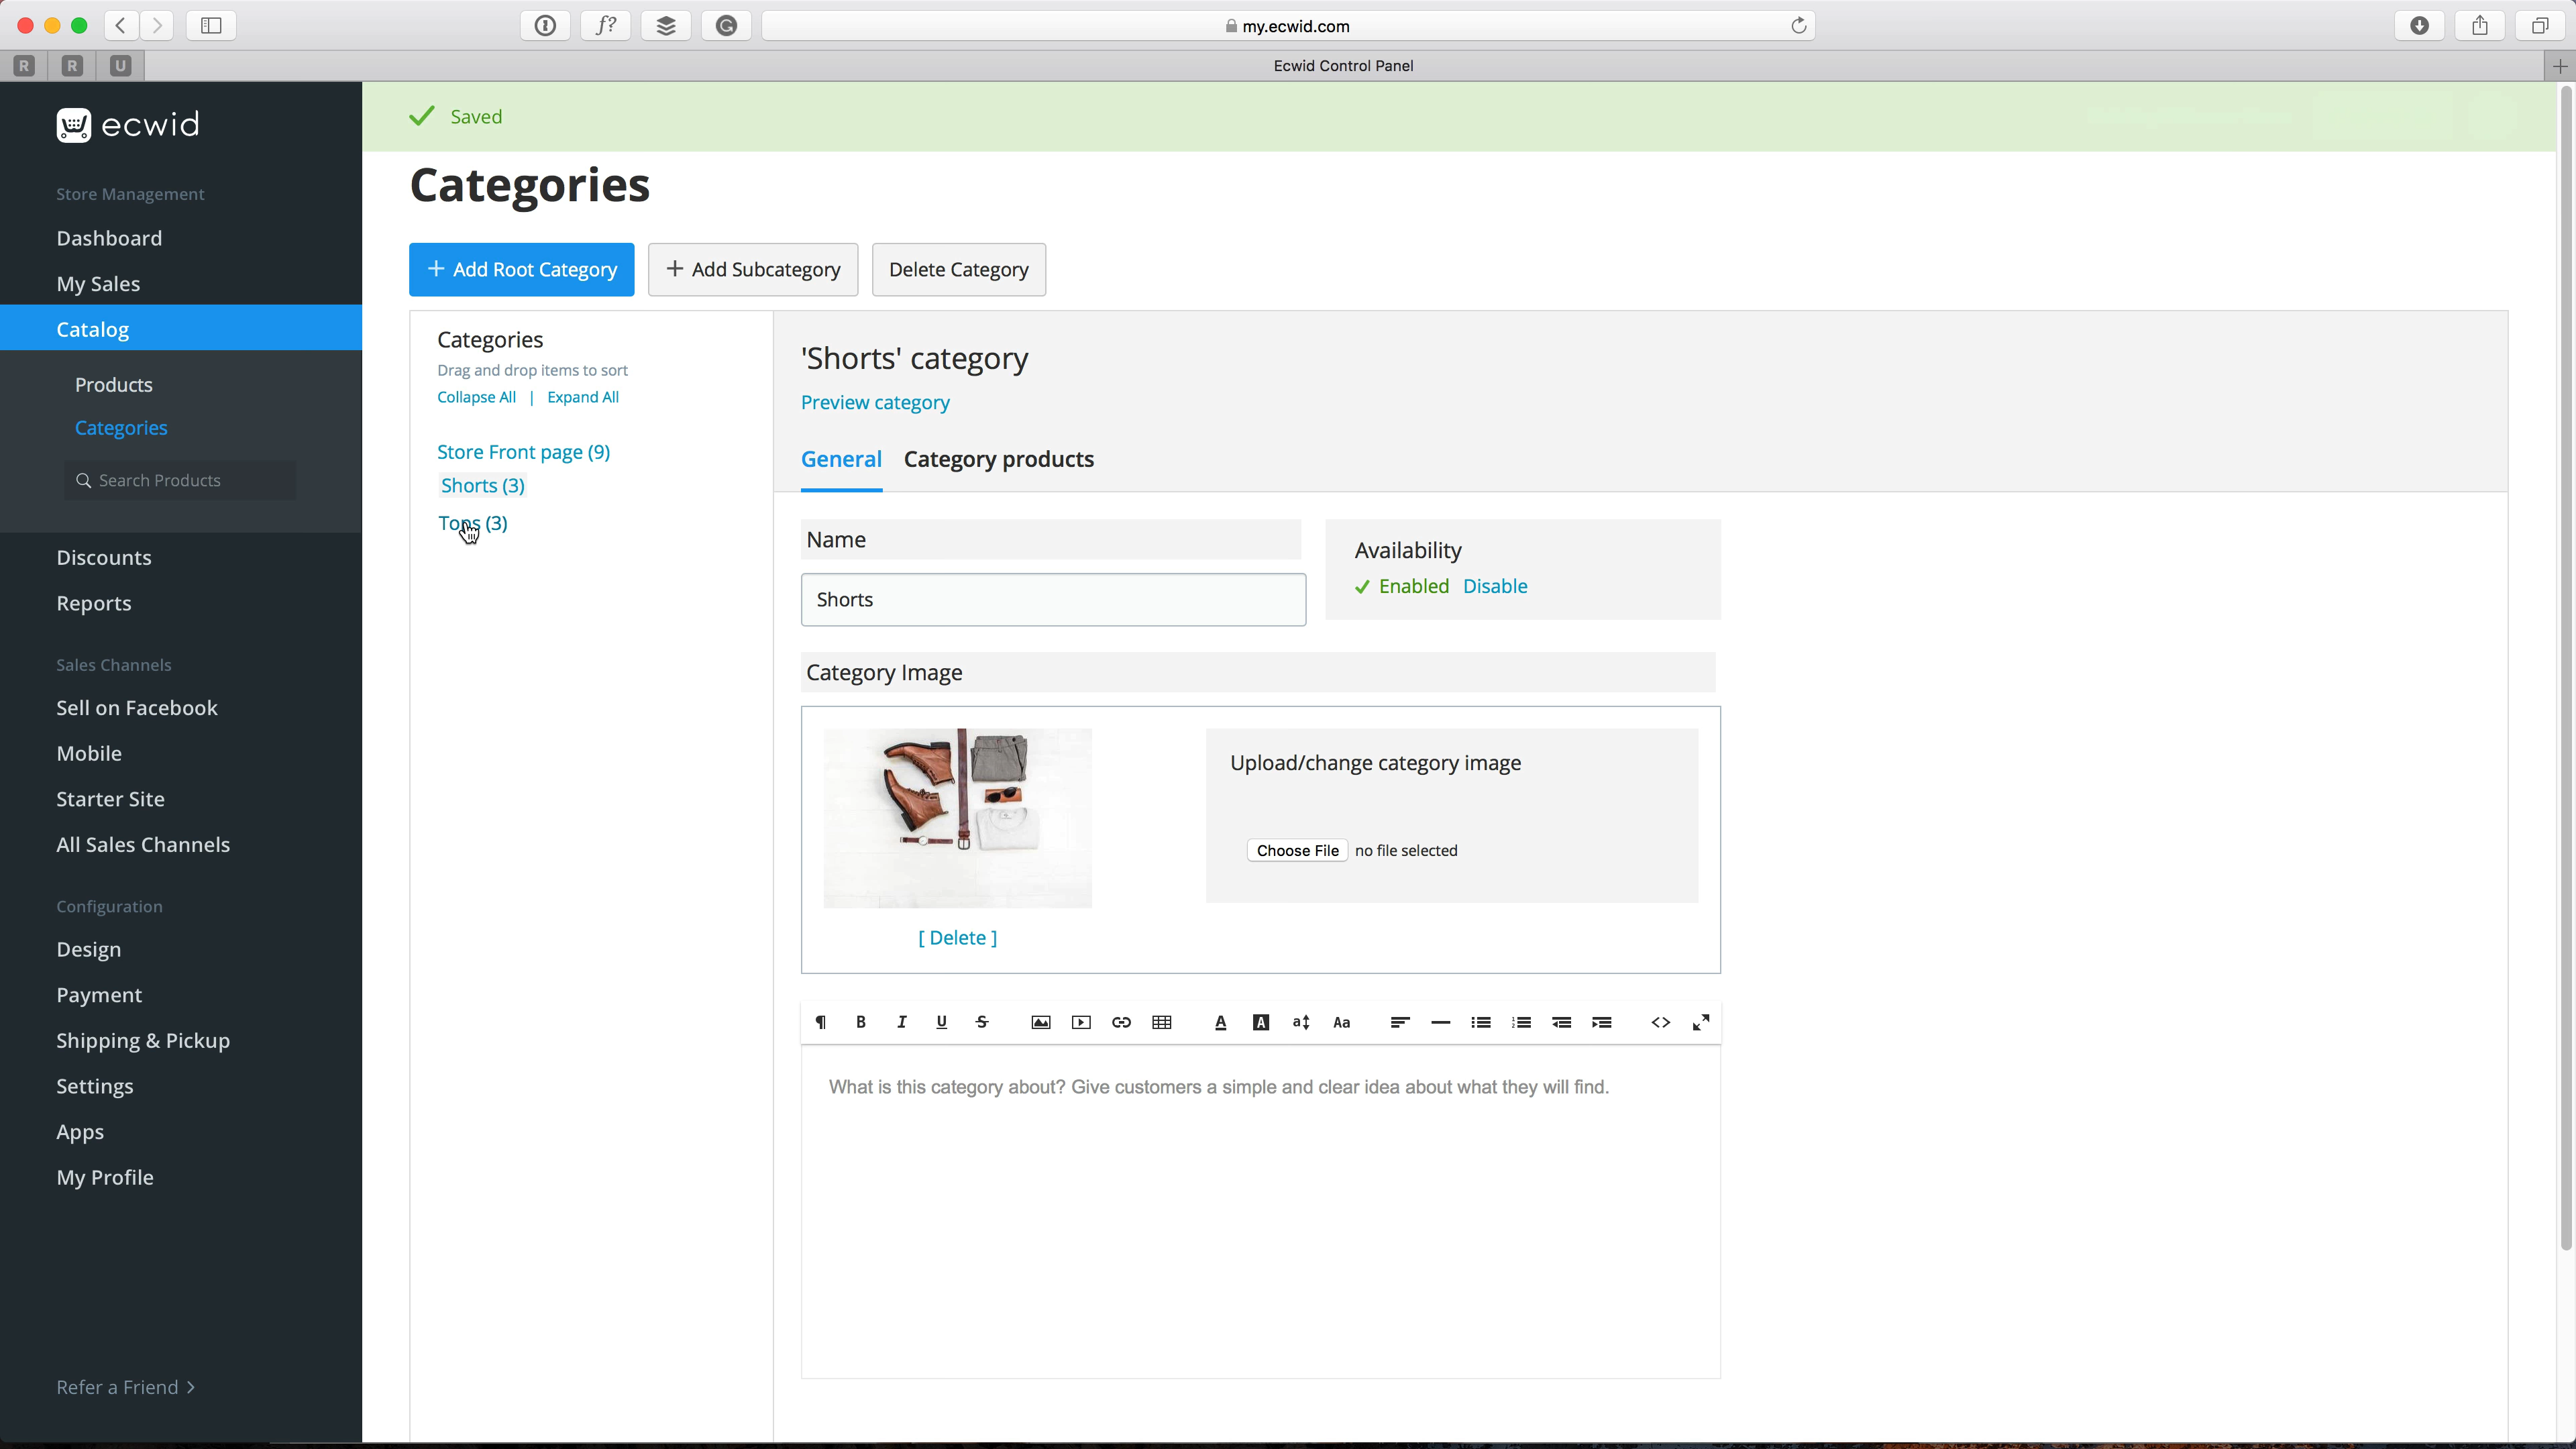 my.ecwid.com
R
R
U
Ecwid Control Panel
ecwid
Saved
Store Management
Dashboard
My Sales
Catalog
Products
Categories
Search Products
Discounts
Reports
Sales Channels
Sell on Facebook
Mobile
Starter Site
All Sales Channels
Configuration
Design
Payment
Shipping & Pickup
Settings
Apps
My Profile
Refer a Friend >
Categories
+ Add Root Category
+ Add Subcategory
Delete Category
Categories
Drag and drop items to sort
Collapse All | Expand All
Store Front page (9)
Shorts (3)
Tops (3)
'Shorts' category
Preview category
General
Category products
Name
Shorts
Availability
Enabled Disable
Category Image
Upload/change category image
Choose File no file selected
[ Delete ]
¶ B I U S A A a Aa <>
What is this category about? Give customers a simple and clear idea about what they will find.